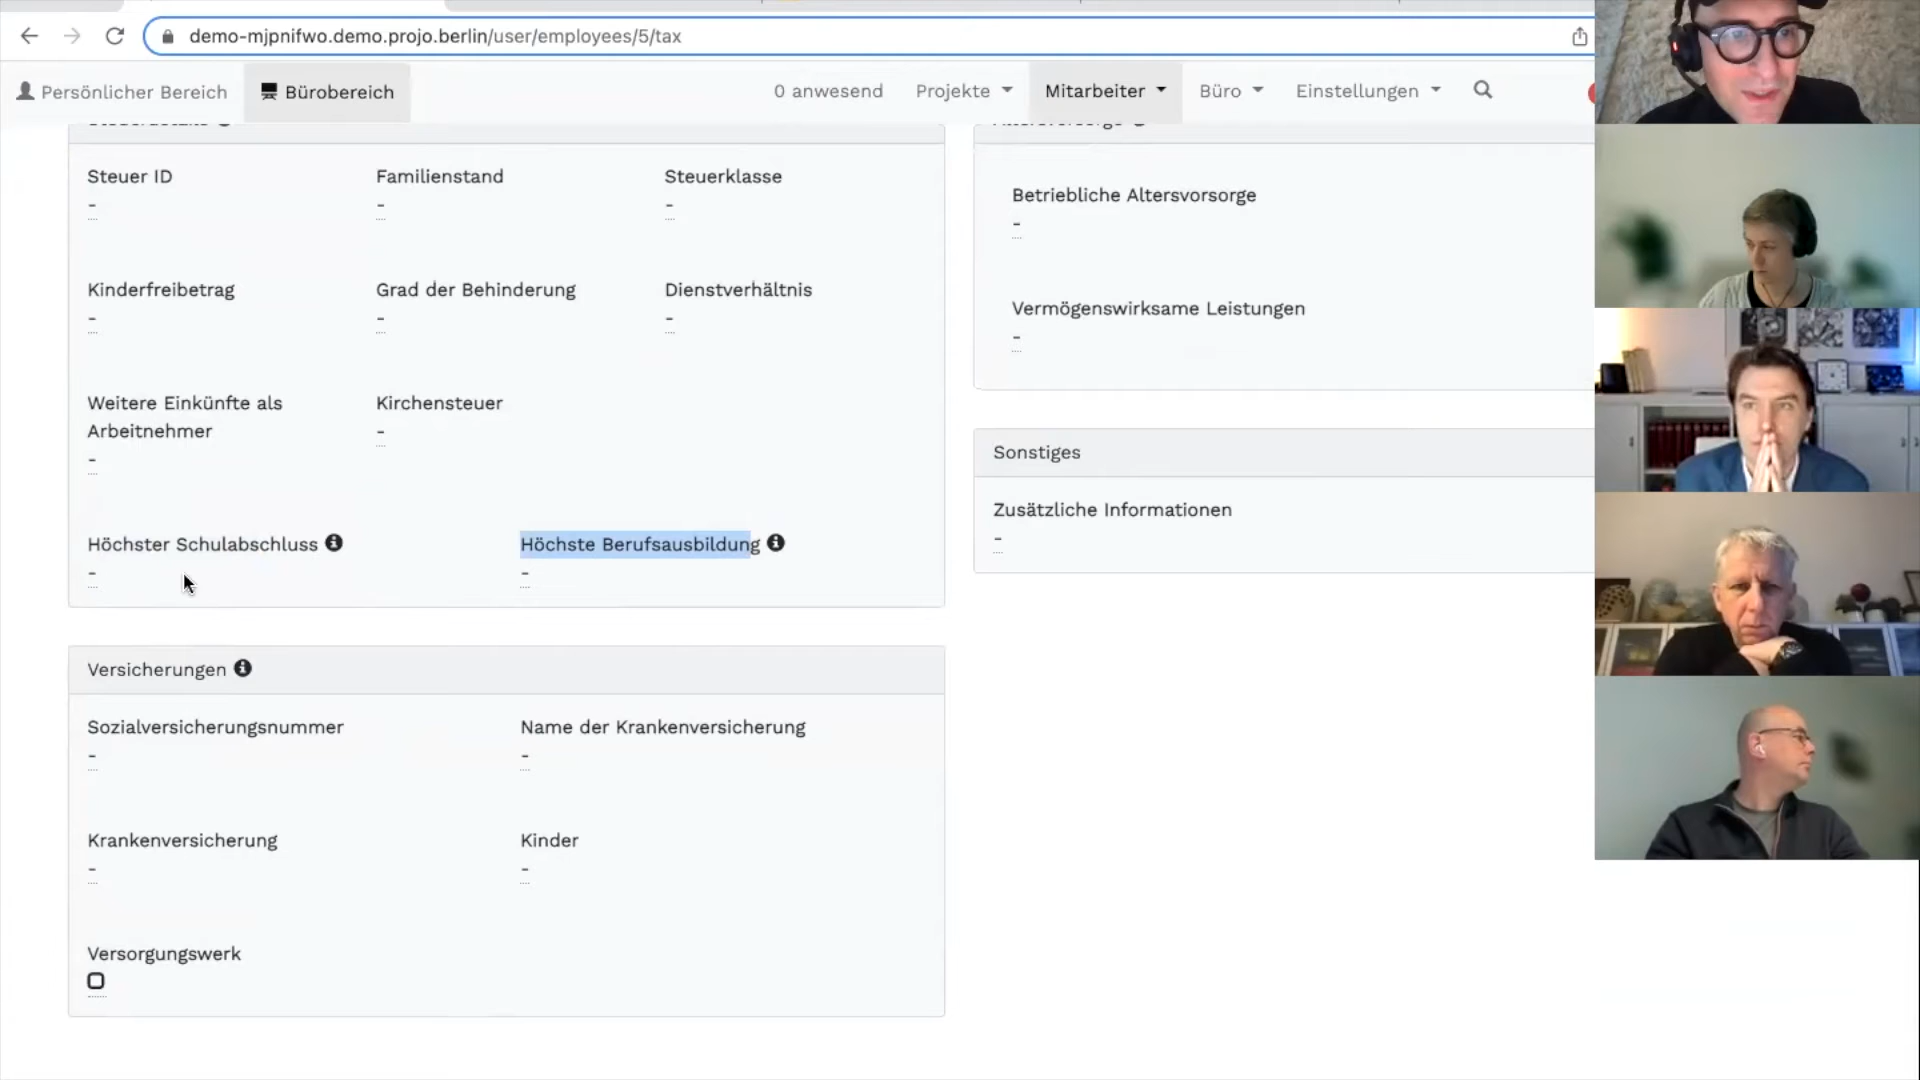 demo-mjpnifwo.demo.projo.berlin/user/employees/5/tax
Persönlicher Bereich
Bürobereich
0 anwesend
Projekte
Mitarbeiter
Büro
Einstellungen
Steuer ID
Familienstand
Steuerklasse
-
-
-
Kinderfreibetrag
Grad der Behinderung
Dienstverhältnis
-
-
-
Weitere Einkünfte als
Arbeitnehmer
Kirchensteuer
-
-
Höchster Schulabschluss
Höchste Berufsausbildung
-
-
Versicherungen
Sozialversicherungsnummer
Name der Krankenversicherung
-
-
Krankenversicherung
Kinder
-
-
Versorgungswerk
Betriebliche Altersvorsorge
-
Vermögenswirksame Leistungen
-
Sonstiges
Zusätzliche Informationen
-